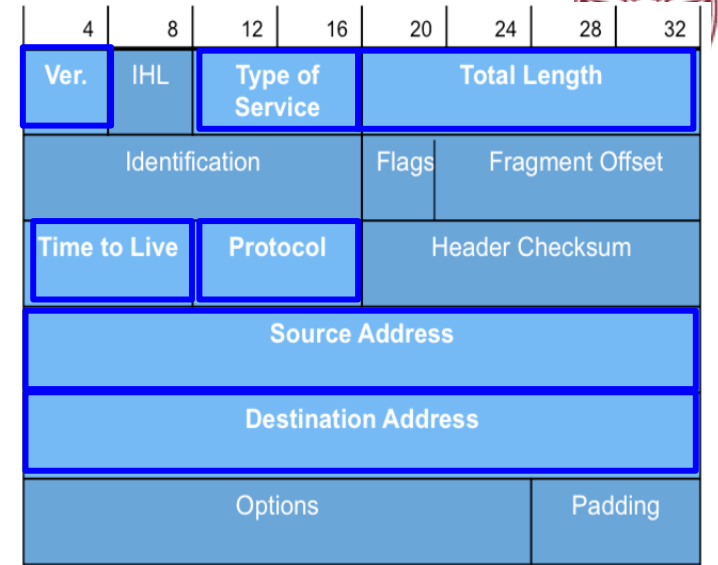 4 8 12 16 20 24 28 32
Ver. IHL Type of Service Total Length
Identification Flags Fragment Offset
Time to Live Protocol Header Checksum
Source Address
Destination Address
Options Padding